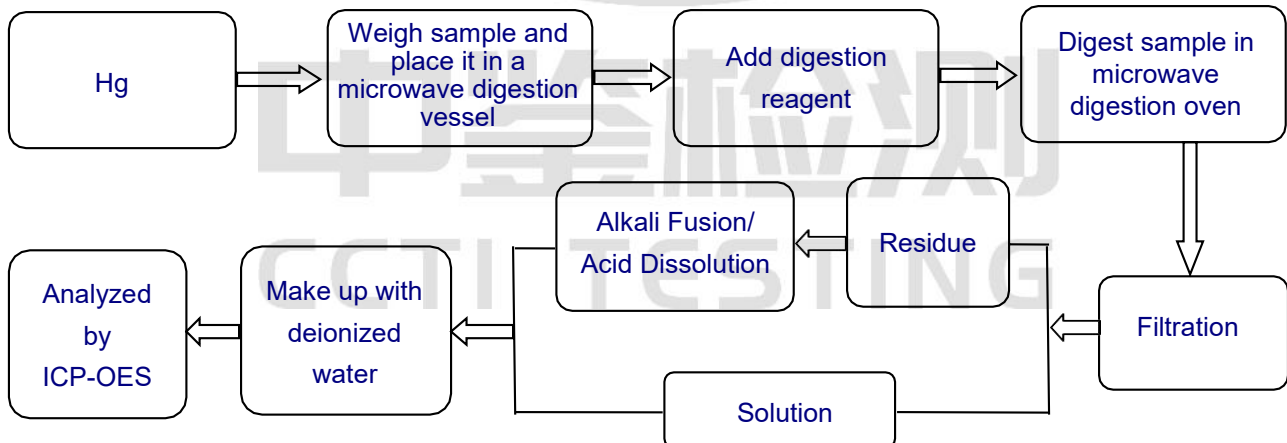 Hg
Weigh sample and
place it in a
microwave digestion
vessel
Add digestion
reagent
Digest sample in
microwave
digestion oven
中鉴检测
CCTI TESTING
Alkali Fusion/
Acid Dissolution
Residue
Analyzed
by
ICP-OES
Make up with
deionized
water
Filtration
Solution